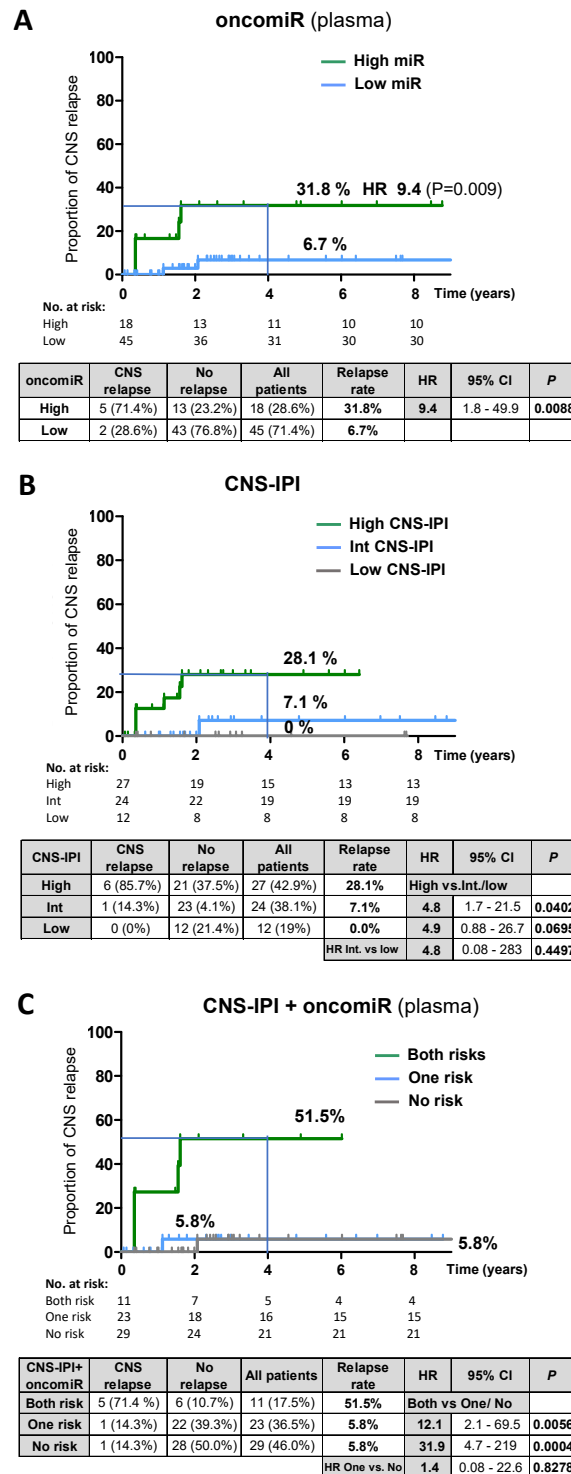 A
oncomiR (plasma)
High miR
Low miR
Proportion of CNS relapse
100
80
60
40
20
0
31.8 % HR 9.4 (P=0.009)
6.7 %
0 2 4 6 8 Time (years)
No. at risk:
High 18 13 11 10 10
Low 45 36 31 30 30
oncomiR CNS relapse No relapse All patients Relapse rate HR 95% CI P
High 5 (71.4%) 13 (23.2%) 18 (28.6%) 31.8% 9.4 1.8 - 49.9 0.0088
Low 2 (28.6%) 43 (76.8%) 45 (71.4%) 6.7%
B
CNS-IPI
High CNS-IPI
Int CNS-IPI
Low CNS-IPI
Proportion of CNS relapse
100
80
60
40
20
0
28.1 %
7.1 %
0 %
0 2 4 6 8 Time (years)
No. at risk:
High 27 19 15 13 13
Int 24 22 19 19 19
Low 12 8 8 8 8
CNS-IPI CNS relapse No relapse All patients Relapse rate HR 95% CI P
High 6 (85.7%) 21 (37.5%) 27 (42.9%) 28.1% High vs.Int./low
Int 1 (14.3%) 23 (4.1%) 24 (38.1%) 7.1% 4.8 1.7 - 21.5 0.0402
Low 0 (0%) 12 (21.4%) 12 (19%) 0.0% 4.9 0.88 - 26.7 0.0695
HR Int. vs low 4.8 0.08 - 283 0.4497
C
CNS-IPI + oncomiR (plasma)
Both risks
One risk
No risk
Proportion of CNS relapse
100
80
60
40
20
0
51.5%
5.8%
5.8%
0 2 4 6 8 Time (years)
No. at risk:
Both risk 11 7 5 4 4
One risk 23 18 16 15 15
No risk 29 24 21 21 21
CNS-IPI+ oncomiR CNS relapse No relapse All patients Relapse rate HR 95% CI P
Both risk 5 (71.4 %) 6 (10.7%) 11 (17.5%) 51.5% Both vs One/ No
One risk 1 (14.3%) 22 (39.3%) 23 (36.5%) 5.8% 12.1 2.1 - 69.5 0.0056
No risk 1 (14.3%) 28 (50.0%) 29 (46.0%) 5.8% 31.9 4.7 - 219 0.0004
HR One vs. No 1.4 0.08 - 22.6 0.8278